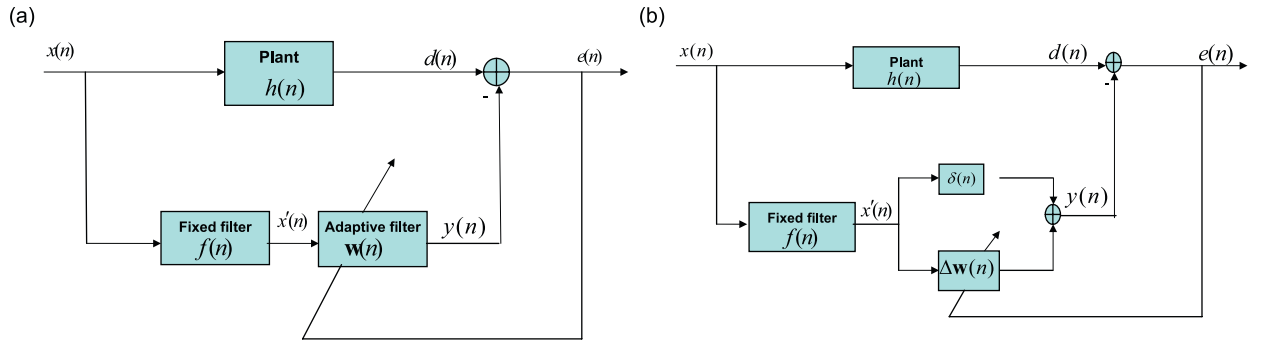 (a)
x(n)
Plant
h(n)
d(n)
e(n)
-
Fixed filter
f(n)
x'(n)
Adaptive filter
w(n)
y(n)
(b)
x(n)
Plant
h(n)
d(n)
e(n)
-
Fixed filter
f(n)
x'(n)
δ(n)
Δw(n)
y(n)